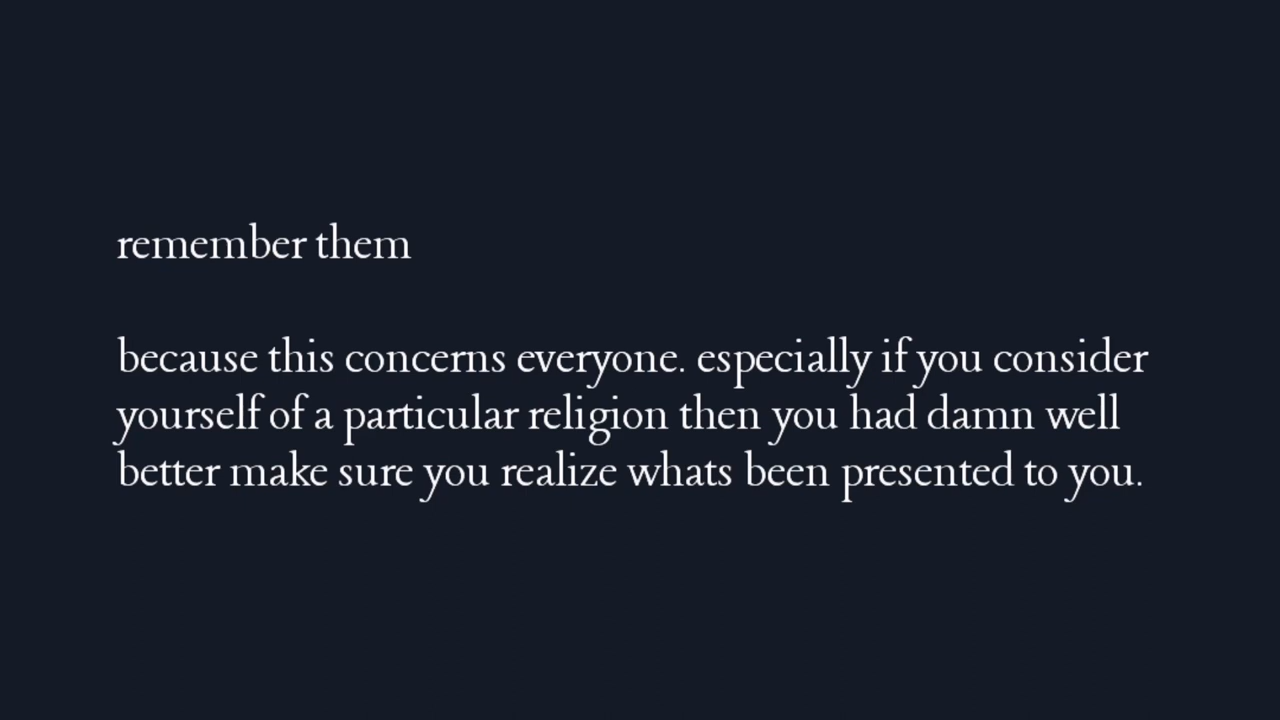 remember them
because this concerns everyone. especially if you consider
yourself of a particular religion then you had damn well
better make sure you realize whats been presented to you.